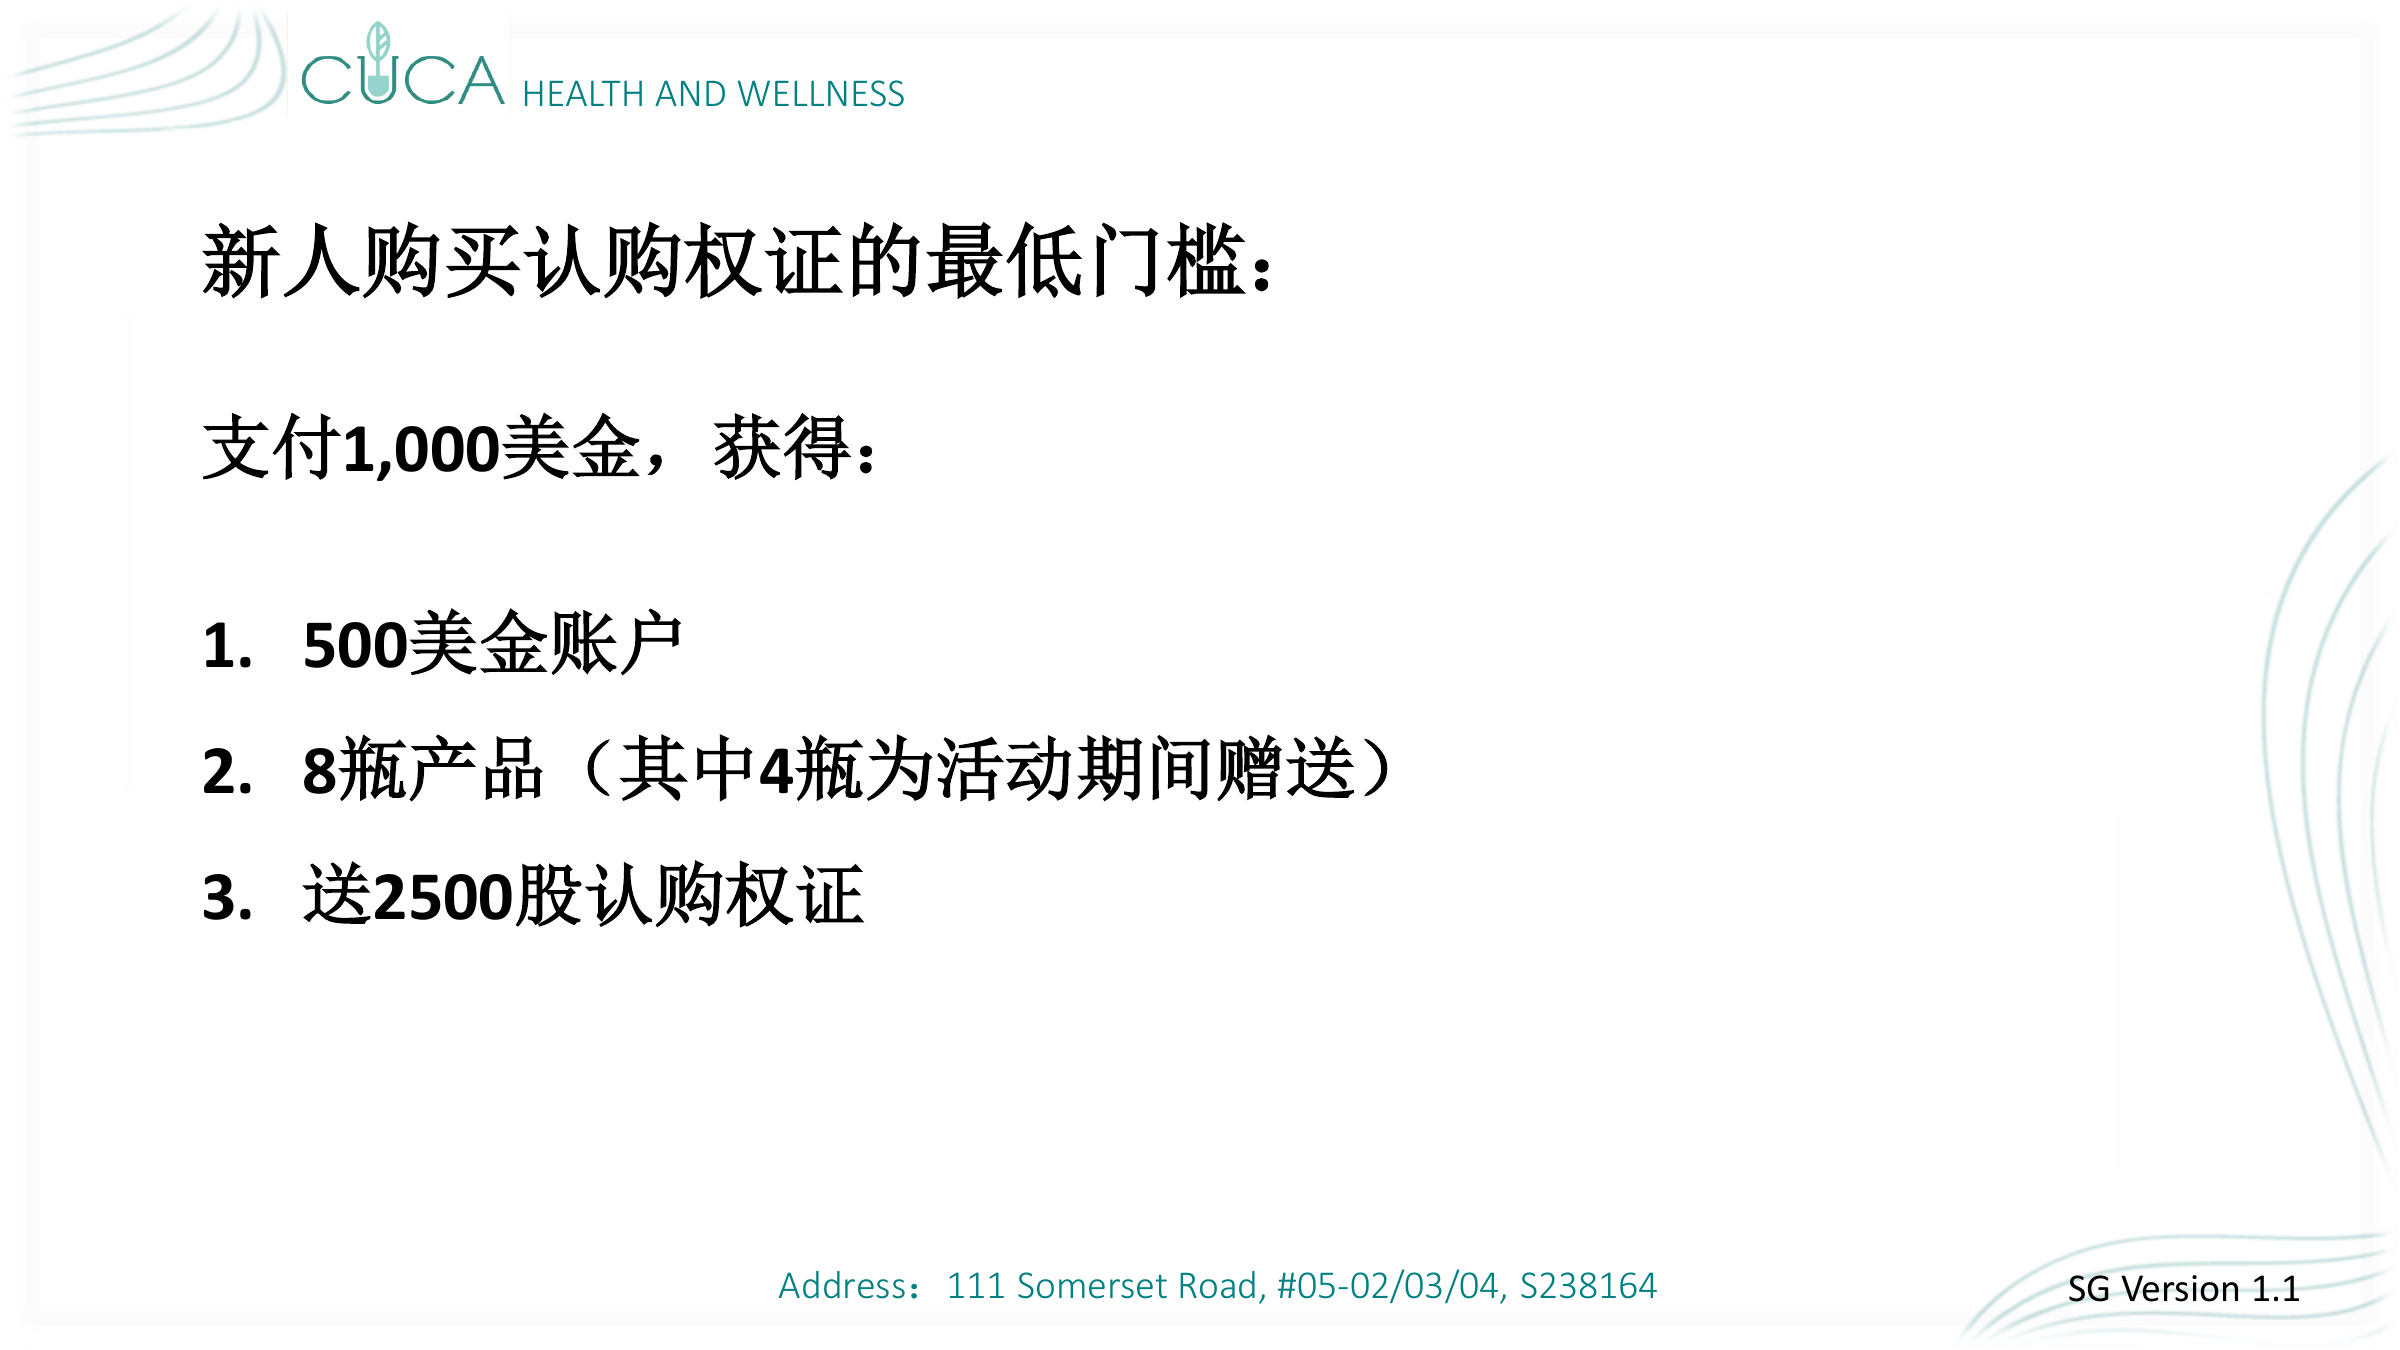 CUCA HEALTH AND WELLNESS
新人购买认购权证的最低门槛：
支付1,000美金，获得：
1. 500美金账户
2. 8瓶产品（其中4瓶为活动期间赠送）
3. 送2500股认购权证
Address：111 Somerset Road, #05-02/03/04, S238164
SG Version 1.1